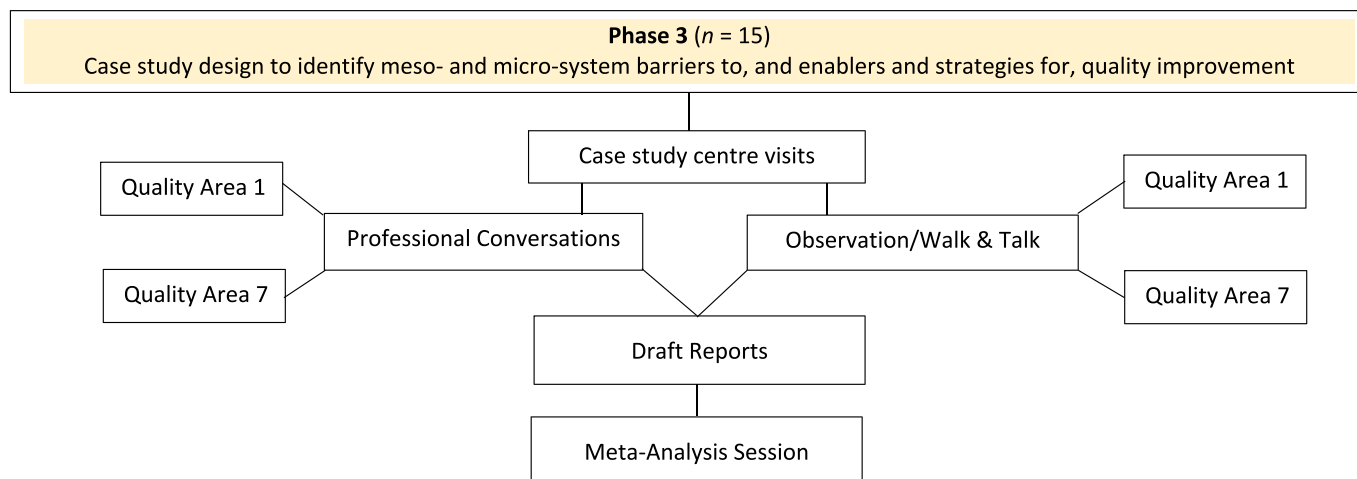 Phase 3 (n = 15)
Case study design to identify meso- and micro-system barriers to, and enablers and strategies for, quality improvement
Case study centre visits
Quality Area 1
Quality Area 1
Professional Conversations
Observation/Walk & Talk
Quality Area 7
Quality Area 7
Draft Reports
Meta-Analysis Session